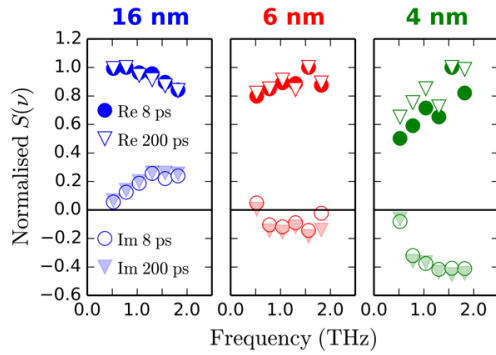 16 nm 6 nm 4 nm
1.2
1.0
0.8
0.6
0.4
0.2
0.0
−0.2
−0.4
−0.6
Normalised S(ν)
Re 8 ps
Re 200 ps
Im 8 ps
Im 200 ps
0.0 1.0 2.0 0.0 1.0 2.0 0.0 1.0 2.0
Frequency (THz)